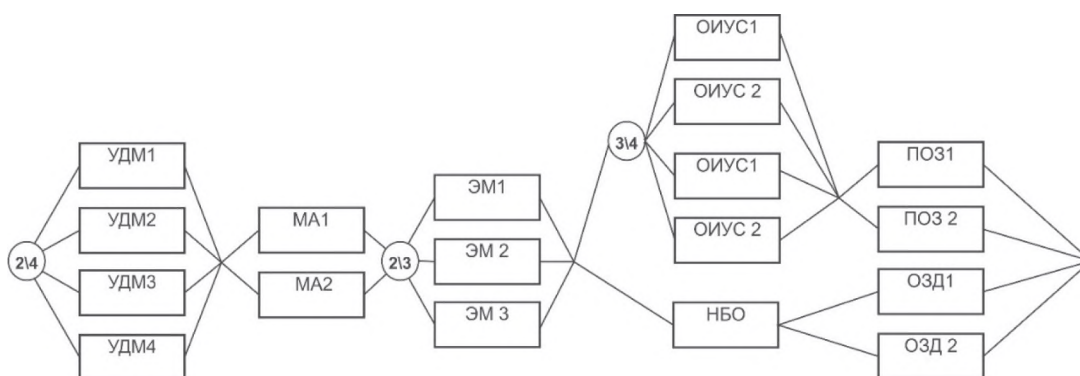 2\4
УДМ1
УДМ2
УДМ3
УДМ4
МА1
МА2
2\3
ЭМ1
ЭМ 2
ЭМ 3
3\4
ОИУС1
ОИУС 2
ОИУС1
ОИУС 2
НБО
ПОЗ1
ПОЗ 2
ОЗД1
ОЗД 2